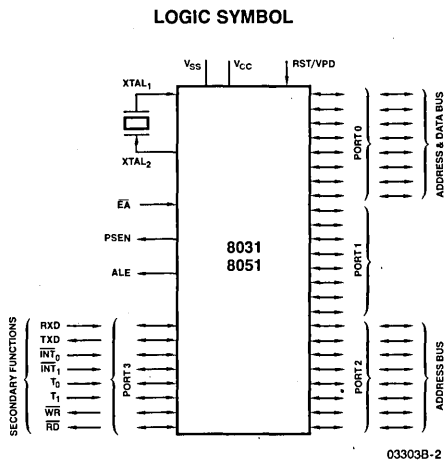 LOGIC SYMBOL
VSS
VCC
RST/VPD
XTAL1
XTAL2
EA
PSEN
ALE
8031
8051
PORT 0
ADDRESS & DATA BUS
PORT 1
PORT 2
ADDRESS BUS
SECONDARY FUNCTIONS
RXD
TXD
INT0
INT1
T0
T1
WR
RD
PORT 3
03303B-2